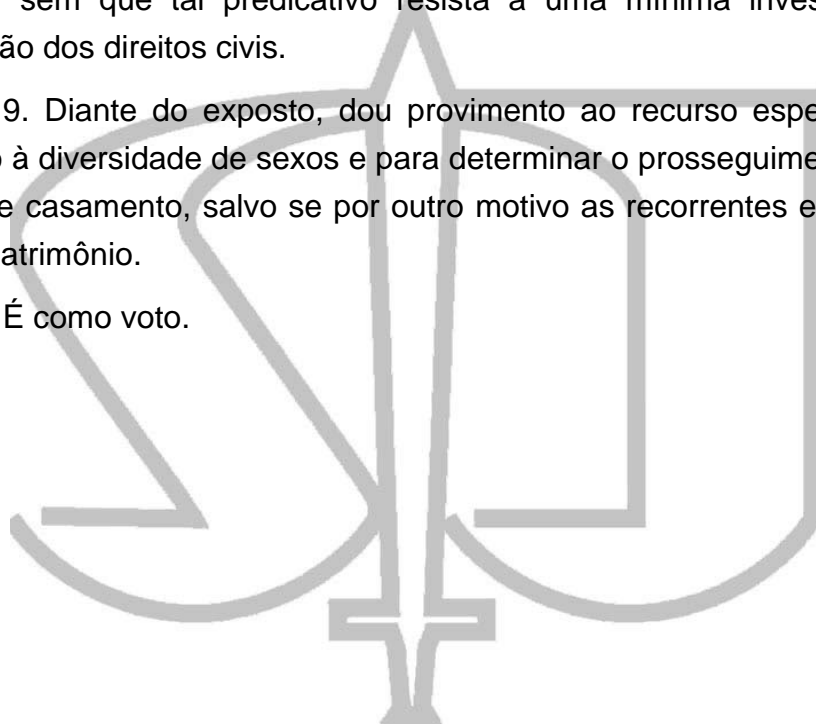 sem que tal predicativo resista a uma mínima inves
ão dos direitos civis.
9. Diante do exposto, dou provimento ao recurso espe
o à diversidade de sexos e para determinar o prosseguime
e casamento, salvo se por outro motivo as recorrentes e
atrimônio.
É como voto.